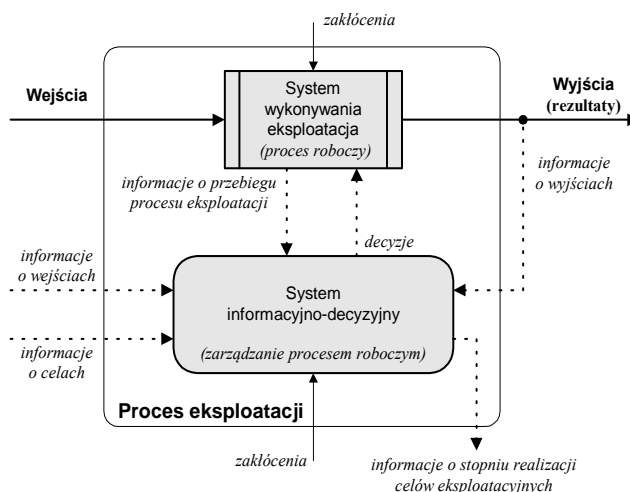 zakłócenia
Wejścia
System
wykonywania
eksploatacja
(proces roboczy)
Wyjścia
(rezultaty)
informacje o przebiegu
procesu eksploatacji
decyzje
informacje
o wyjściach
informacje
o wejściach
System
informacyjno-decyzyjny
(zarządzanie procesem roboczym)
informacje
o celach
Proces eksploatacji
zakłócenia
informacje o stopniu realizacji
celów eksploatacyjnych